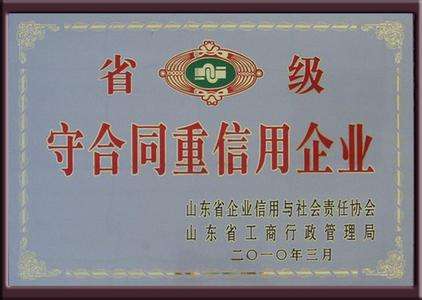 省 级
守合同重信用企业
山东省企业信用与社会责任协会
山东省工商行政管理局
二〇一〇年三月